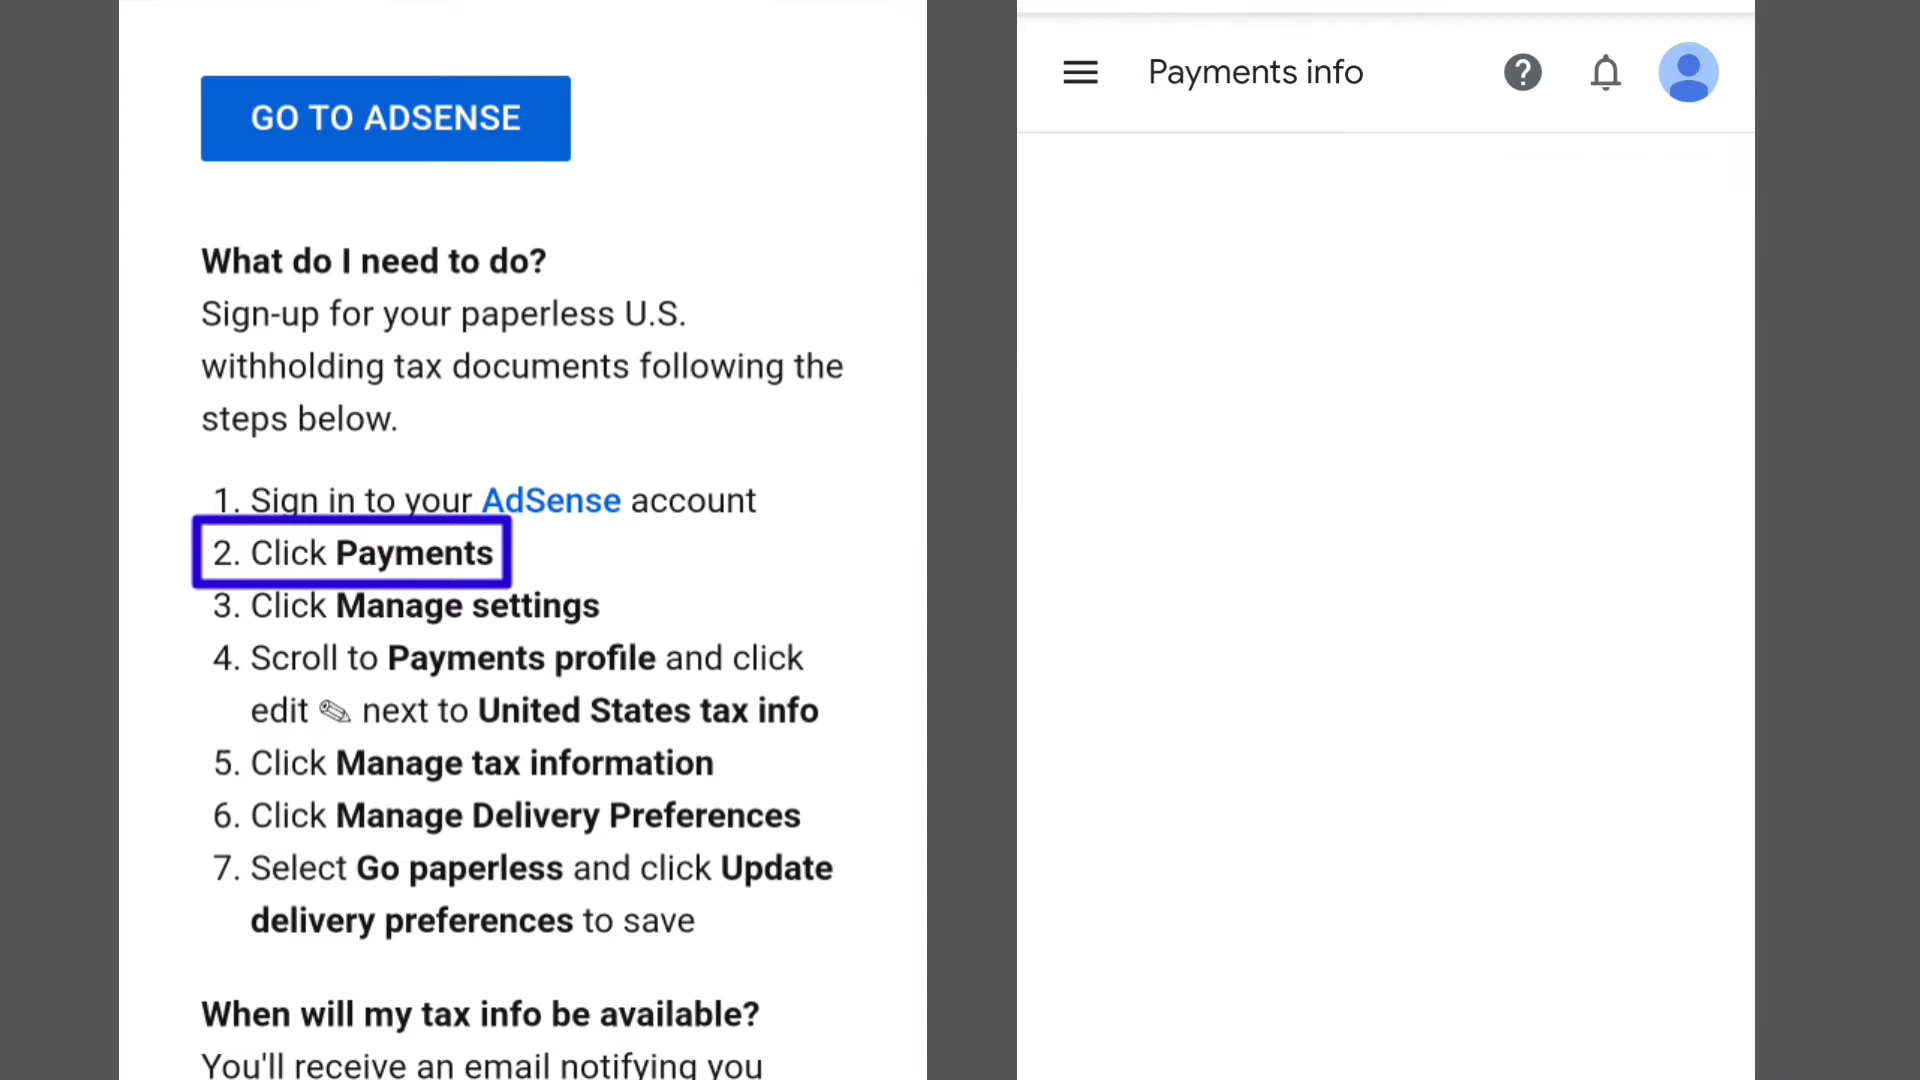 GO TO ADSENSE
What do I need to do?
Sign-up for your paperless U.S.
withholding tax documents following the
steps below.
1. Sign in to your AdSense account
2. Click Payments
3. Click Manage settings
4. Scroll to Payments profile and click
edit ✎ next to United States tax info
5. Click Manage tax information
6. Click Manage Delivery Preferences
7. Select Go paperless and click Update
delivery preferences to save
When will my tax info be available?
You'll receive an email notifying you
Payments info